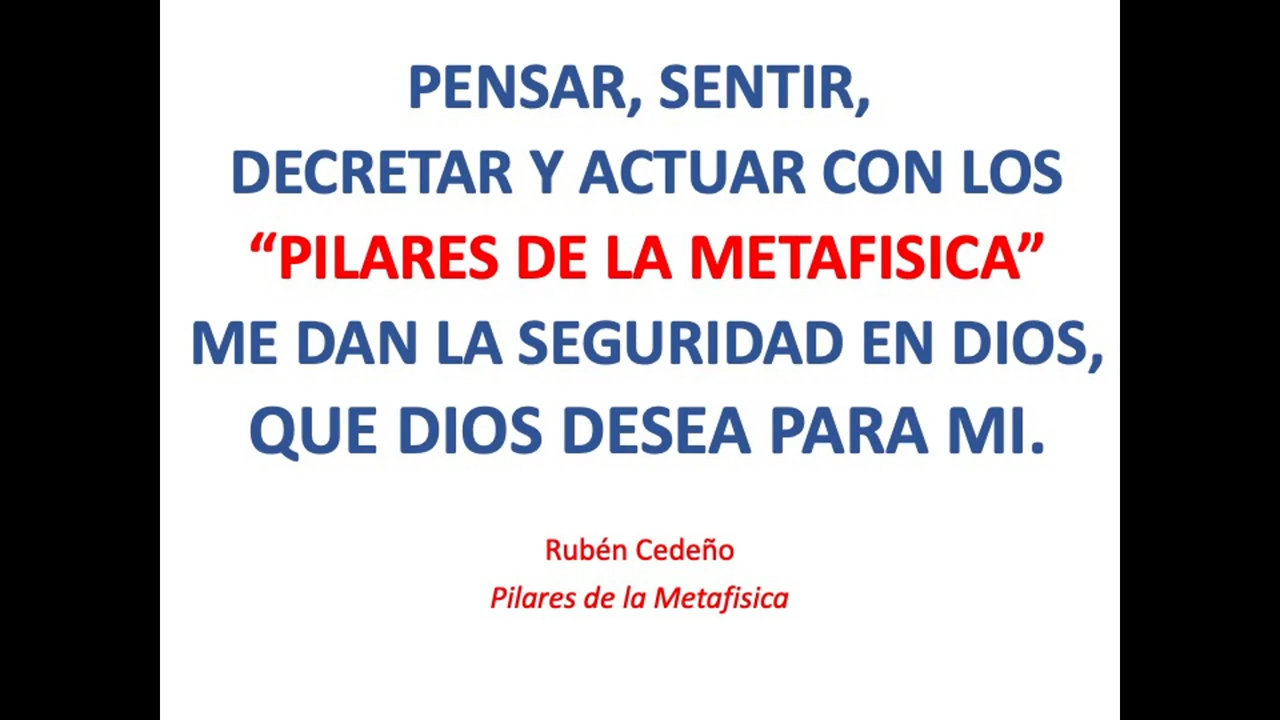 PENSAR, SENTIR,
DECRETAR Y ACTUAR CON LOS
“PILARES DE LA METAFISICA”
ME DAN LA SEGURIDAD EN DIOS,
QUE DIOS DESEA PARA MI.
Rubén Cedeño
Pilares de la Metafisica